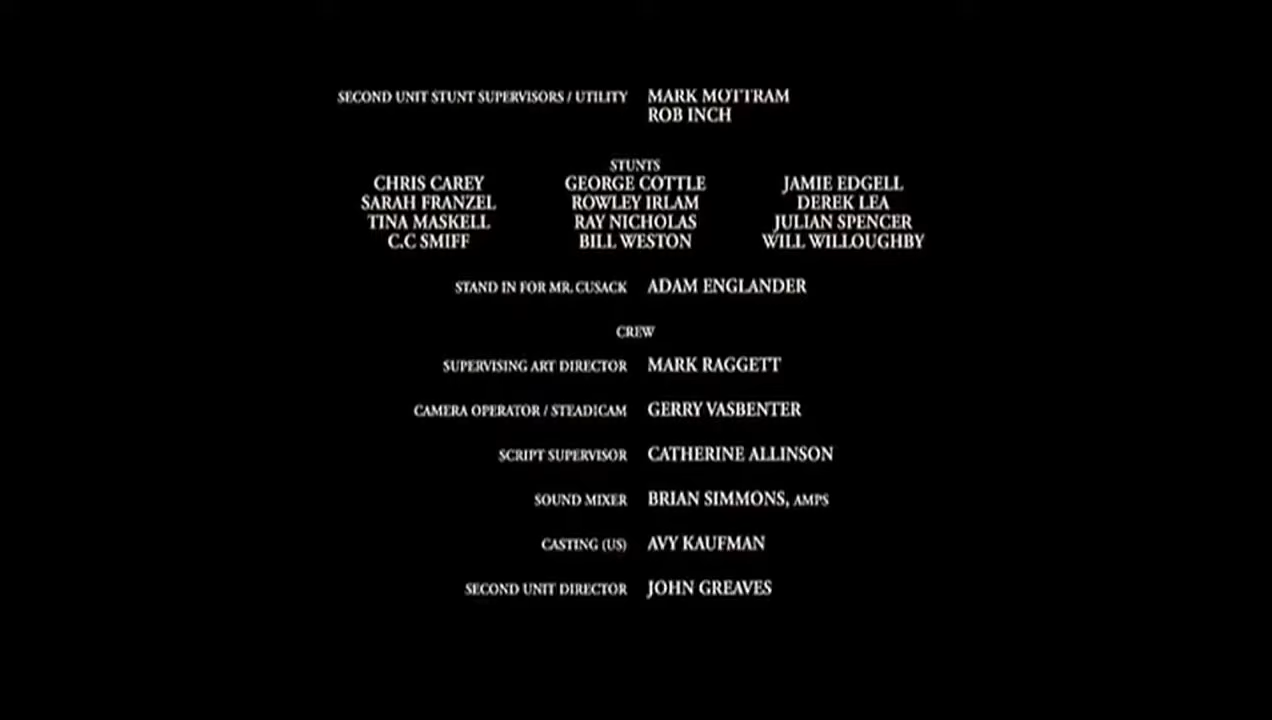 SECOND UNIT STUNT SUPERVISORS / UTILITY MARK MOTTRAM
ROB INCH
STUNTS
CHRIS CAREY GEORGE COTTLE JAMIE EDGELL
SARAH FRANZEL ROWLEY IRLAM DEREK LEA
TINA MASKELL RAY NICHOLAS JULIAN SPENCER
C.C SMIFF BILL WESTON WILL WILLOUGHBY
STAND IN FOR MR. CUSACK ADAM ENGLANDER
CREW
SUPERVISING ART DIRECTOR MARK RAGGETT
CAMERA OPERATOR / STEADICAM GERRY VASBENTER
SCRIPT SUPERVISOR CATHERINE ALLINSON
SOUND MIXER BRIAN SIMMONS, AMPS
CASTING (US) AVY KAUFMAN
SECOND UNIT DIRECTOR JOHN GREAVES